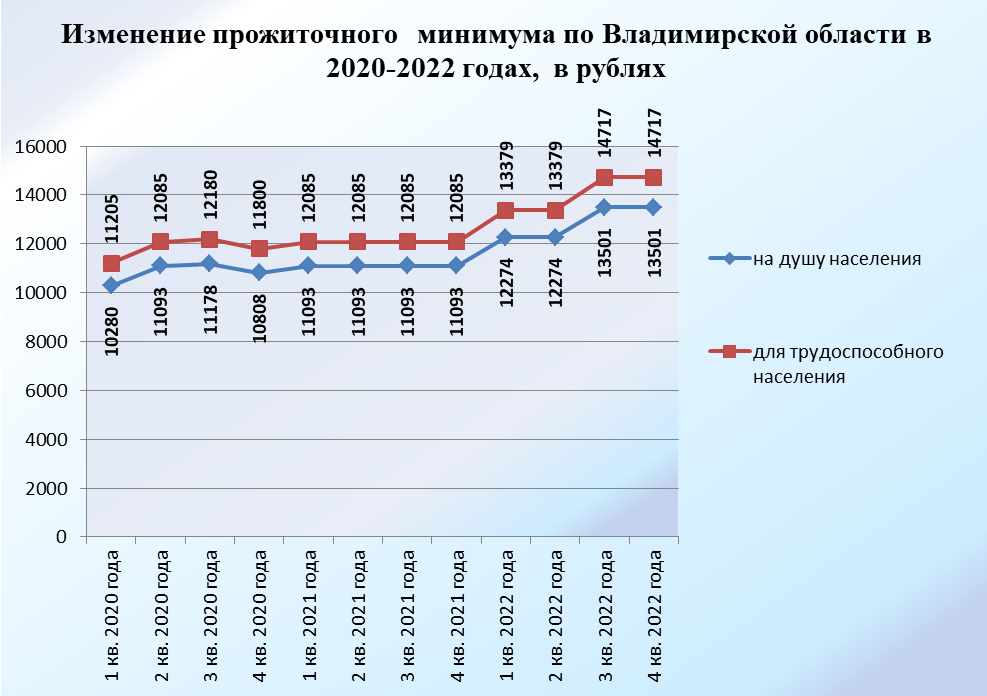 Изменение прожиточного минимума по Владимирской области в
2020-2022 годах, в рублях
16000
14000
12000
10000
8000
6000
4000
2000
0
11205
12085
12180
11800
12085
12085
12085
12085
13379
13379
14717
14717
10280
11093
11178
10808
11093
11093
11093
11093
12274
12274
13501
13501
1 кв. 2020 года
2 кв. 2020 года
3 кв. 2020 года
4 кв. 2020 года
1 кв. 2021 года
2 кв. 2021 года
3 кв. 2021 года
4 кв. 2021 года
1 кв. 2022 года
2 кв. 2022 года
3 кв. 2022 года
4 кв. 2022 года
на душу населения
для трудоспособного
населения